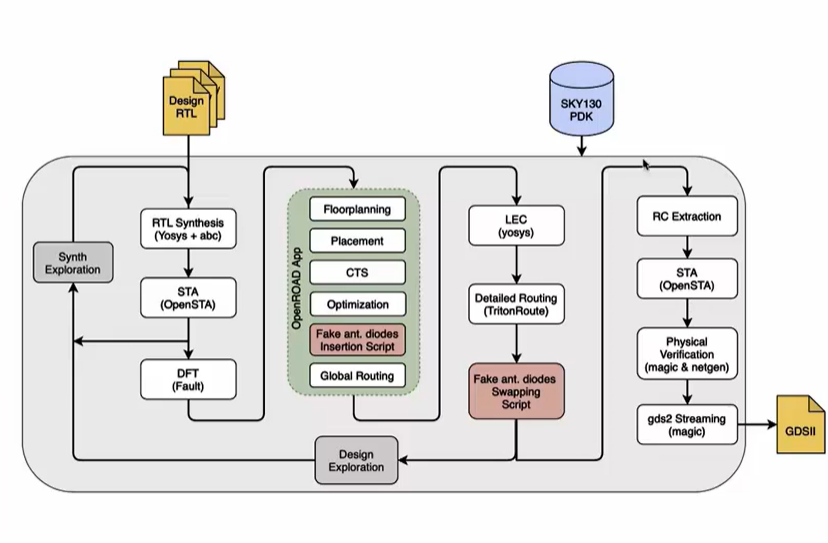 Design
RTL
SKY130
PDK
RTL Synthesis
(Yosys + abc)
Synth
Exploration
STA
(OpenSTA)
DFT
(Fault)
OpenROAD App
Floorplanning
Placement
CTS
Optimization
Fake ant. diodes
Insertion Script
Global Routing
LEC
(yosys)
Detailed Routing
(TritonRoute)
Fake ant. diodes
Swapping
Script
Design
Exploration
RC Extraction
STA
(OpenSTA)
Physical
Verification
(magic & netgen)
gds2 Streaming
(magic)
GDSII